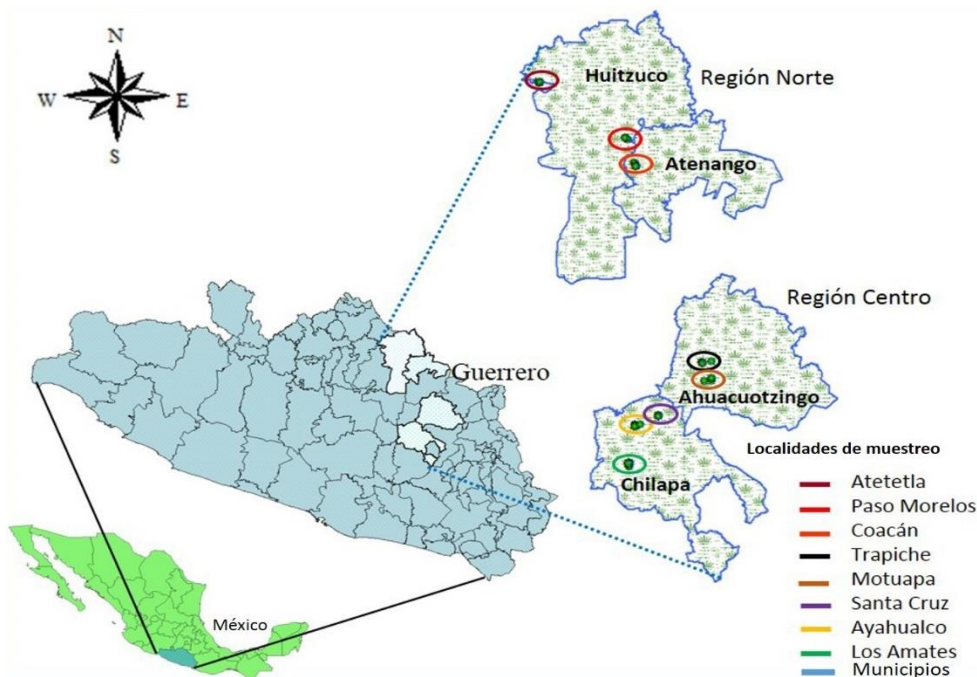 N
W
E
S
Huitzuco
Región Norte
Atenango
Región Centro
Guerrero
Ahuacuotzingo
Chilapa
México
Localidades de muestreo
Atetetla
Paso Morelos
Coacán
Trapiche
Motuapa
Santa Cruz
Ayahualco
Los Amates
Municipios